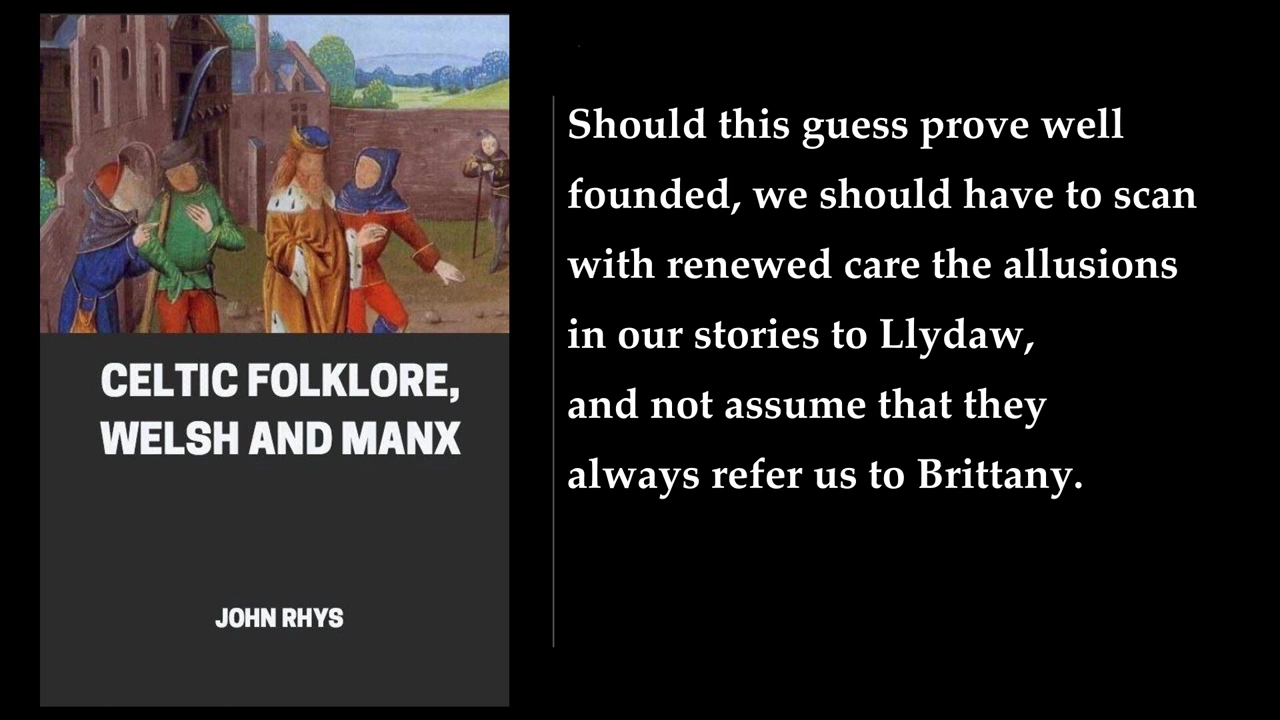 CELTIC FOLKLORE,
WELSH AND MANX
JOHN RHYS
Should this guess prove well
founded, we should have to scan
with renewed care the allusions
in our stories to Llydaw,
and not assume that they
always refer us to Brittany.